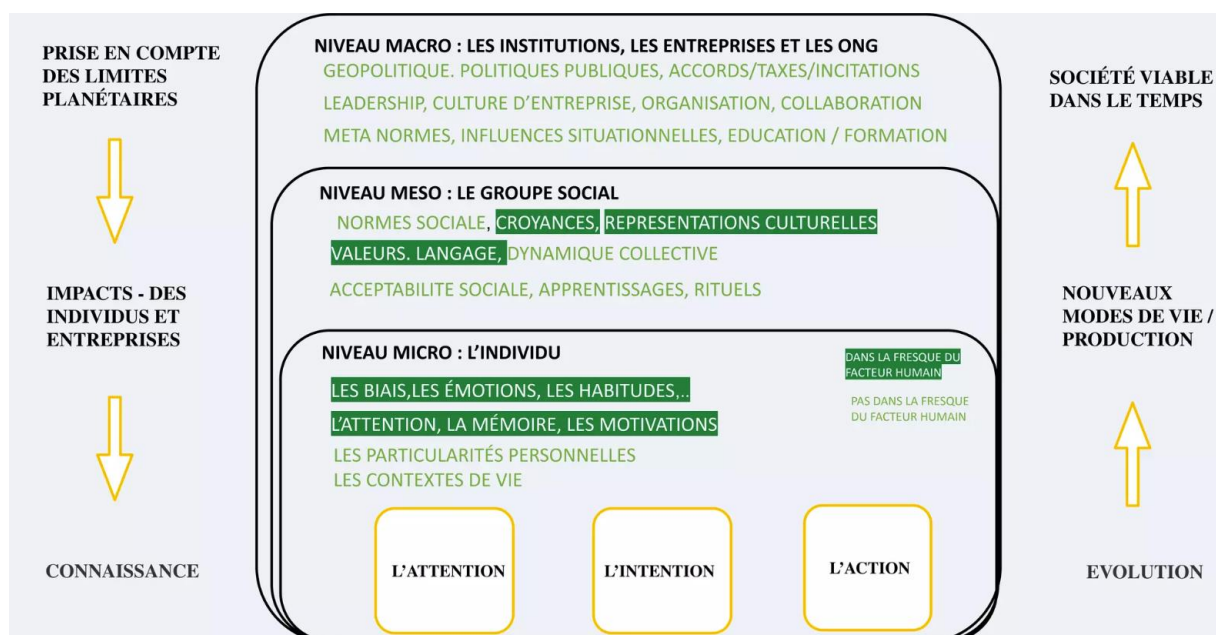 PRISE EN COMPTE
DES LIMITES
PLANÉTAIRES
IMPACTS - DES
INDIVIDUS ET
ENTREPRISES
CONNAISSANCE
NIVEAU MACRO : LES INSTITUTIONS, LES ENTREPRISES ET LES ONG
GEOPOLITIQUE. POLITIQUES PUBLIQUES, ACCORDS/TAXES/INCITATIONS
LEADERSHIP, CULTURE D'ENTREPRISE, ORGANISATION, COLLABORATION
META NORMES, INFLUENCES SITUATIONNELLES, EDUCATION / FORMATION
NIVEAU MESO : LE GROUPE SOCIAL
NORMES SOCIALE, CROYANCES, REPRESENTATIONS CULTURELLES
VALEURS. LANGAGE, DYNAMIQUE COLLECTIVE
ACCEPTABILITE SOCIALE, APPRENTISSAGES, RITUELS
NIVEAU MICRO : L'INDIVIDU
LES BIAIS,LES ÉMOTIONS, LES HABITUDES,..
L'ATTENTION, LA MÉMOIRE, LES MOTIVATIONS
LES PARTICULARITÉS PERSONNELLES
LES CONTEXTES DE VIE
DANS LA FRESQUE DU
FACTEUR HUMAIN
PAS DANS LA FRESQUE
DU FACTEUR HUMAIN
L'ATTENTION
L'INTENTION
L'ACTION
SOCIÉTÉ VIABLE
DANS LE TEMPS
NOUVEAUX
MODES DE VIE /
PRODUCTION
EVOLUTION